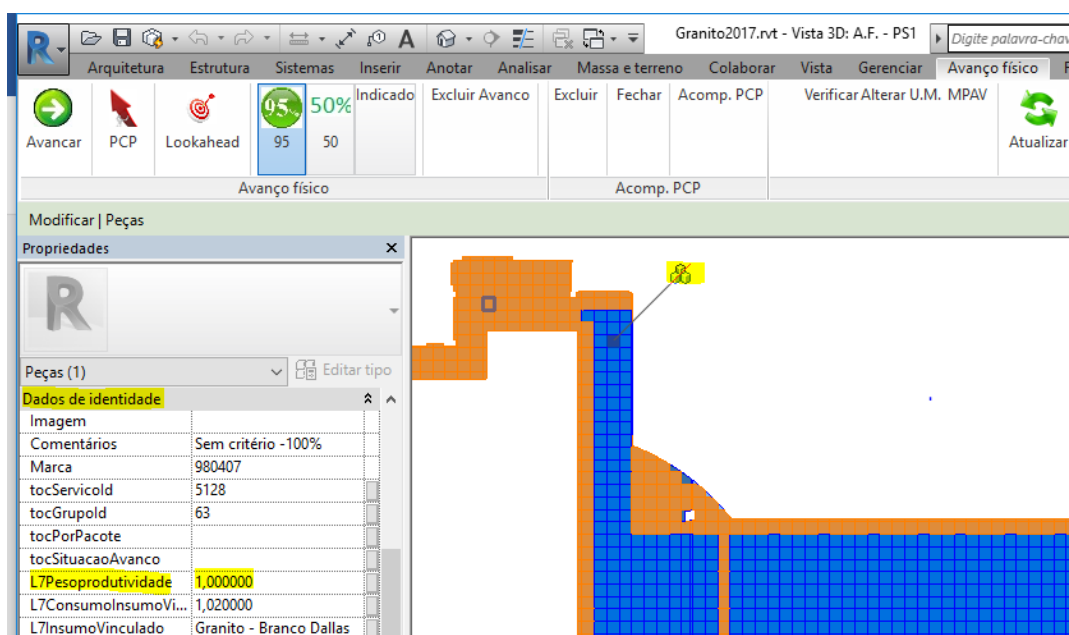 Granito2017.rvt - Vista 3D: A.F. - PS1
Digite palavra-chav
Arquitetura Estrutura Sistemas Inserir Anotar Analisar Massa e terreno Colaborar Vista Gerenciar Avanço físico
95%
50%
Indicado
Excluir Avanco
Excluir
Fechar
Acomp. PCP
Verificar Alterar U.M. MPAV
Avancar
PCP
Lookahead
95
50
Atualizar
Avanço físico
Acomp. PCP
Modificar | Peças
Propriedades
Peças (1)
Editar tipo
Dados de identidade
Imagem
Comentários Sem critério -100%
Marca 980407
tocServicoId 5128
tocGrupoId 63
tocPorPacote
tocSituacaoAvanco
L7Pesoprodutividade 1,000000
L7ConsumoInsumoVi... 1,020000
L7InsumoVinculado Granito - Branco Dallas